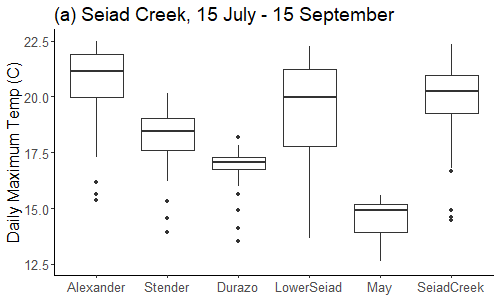 (a) Seiad Creek, 15 July - 15 September
Daily Maximum Temp (C)
22.5
20.0
17.5
15.0
12.5
Alexander Stender Durazo LowerSeiad May SeiadCreek